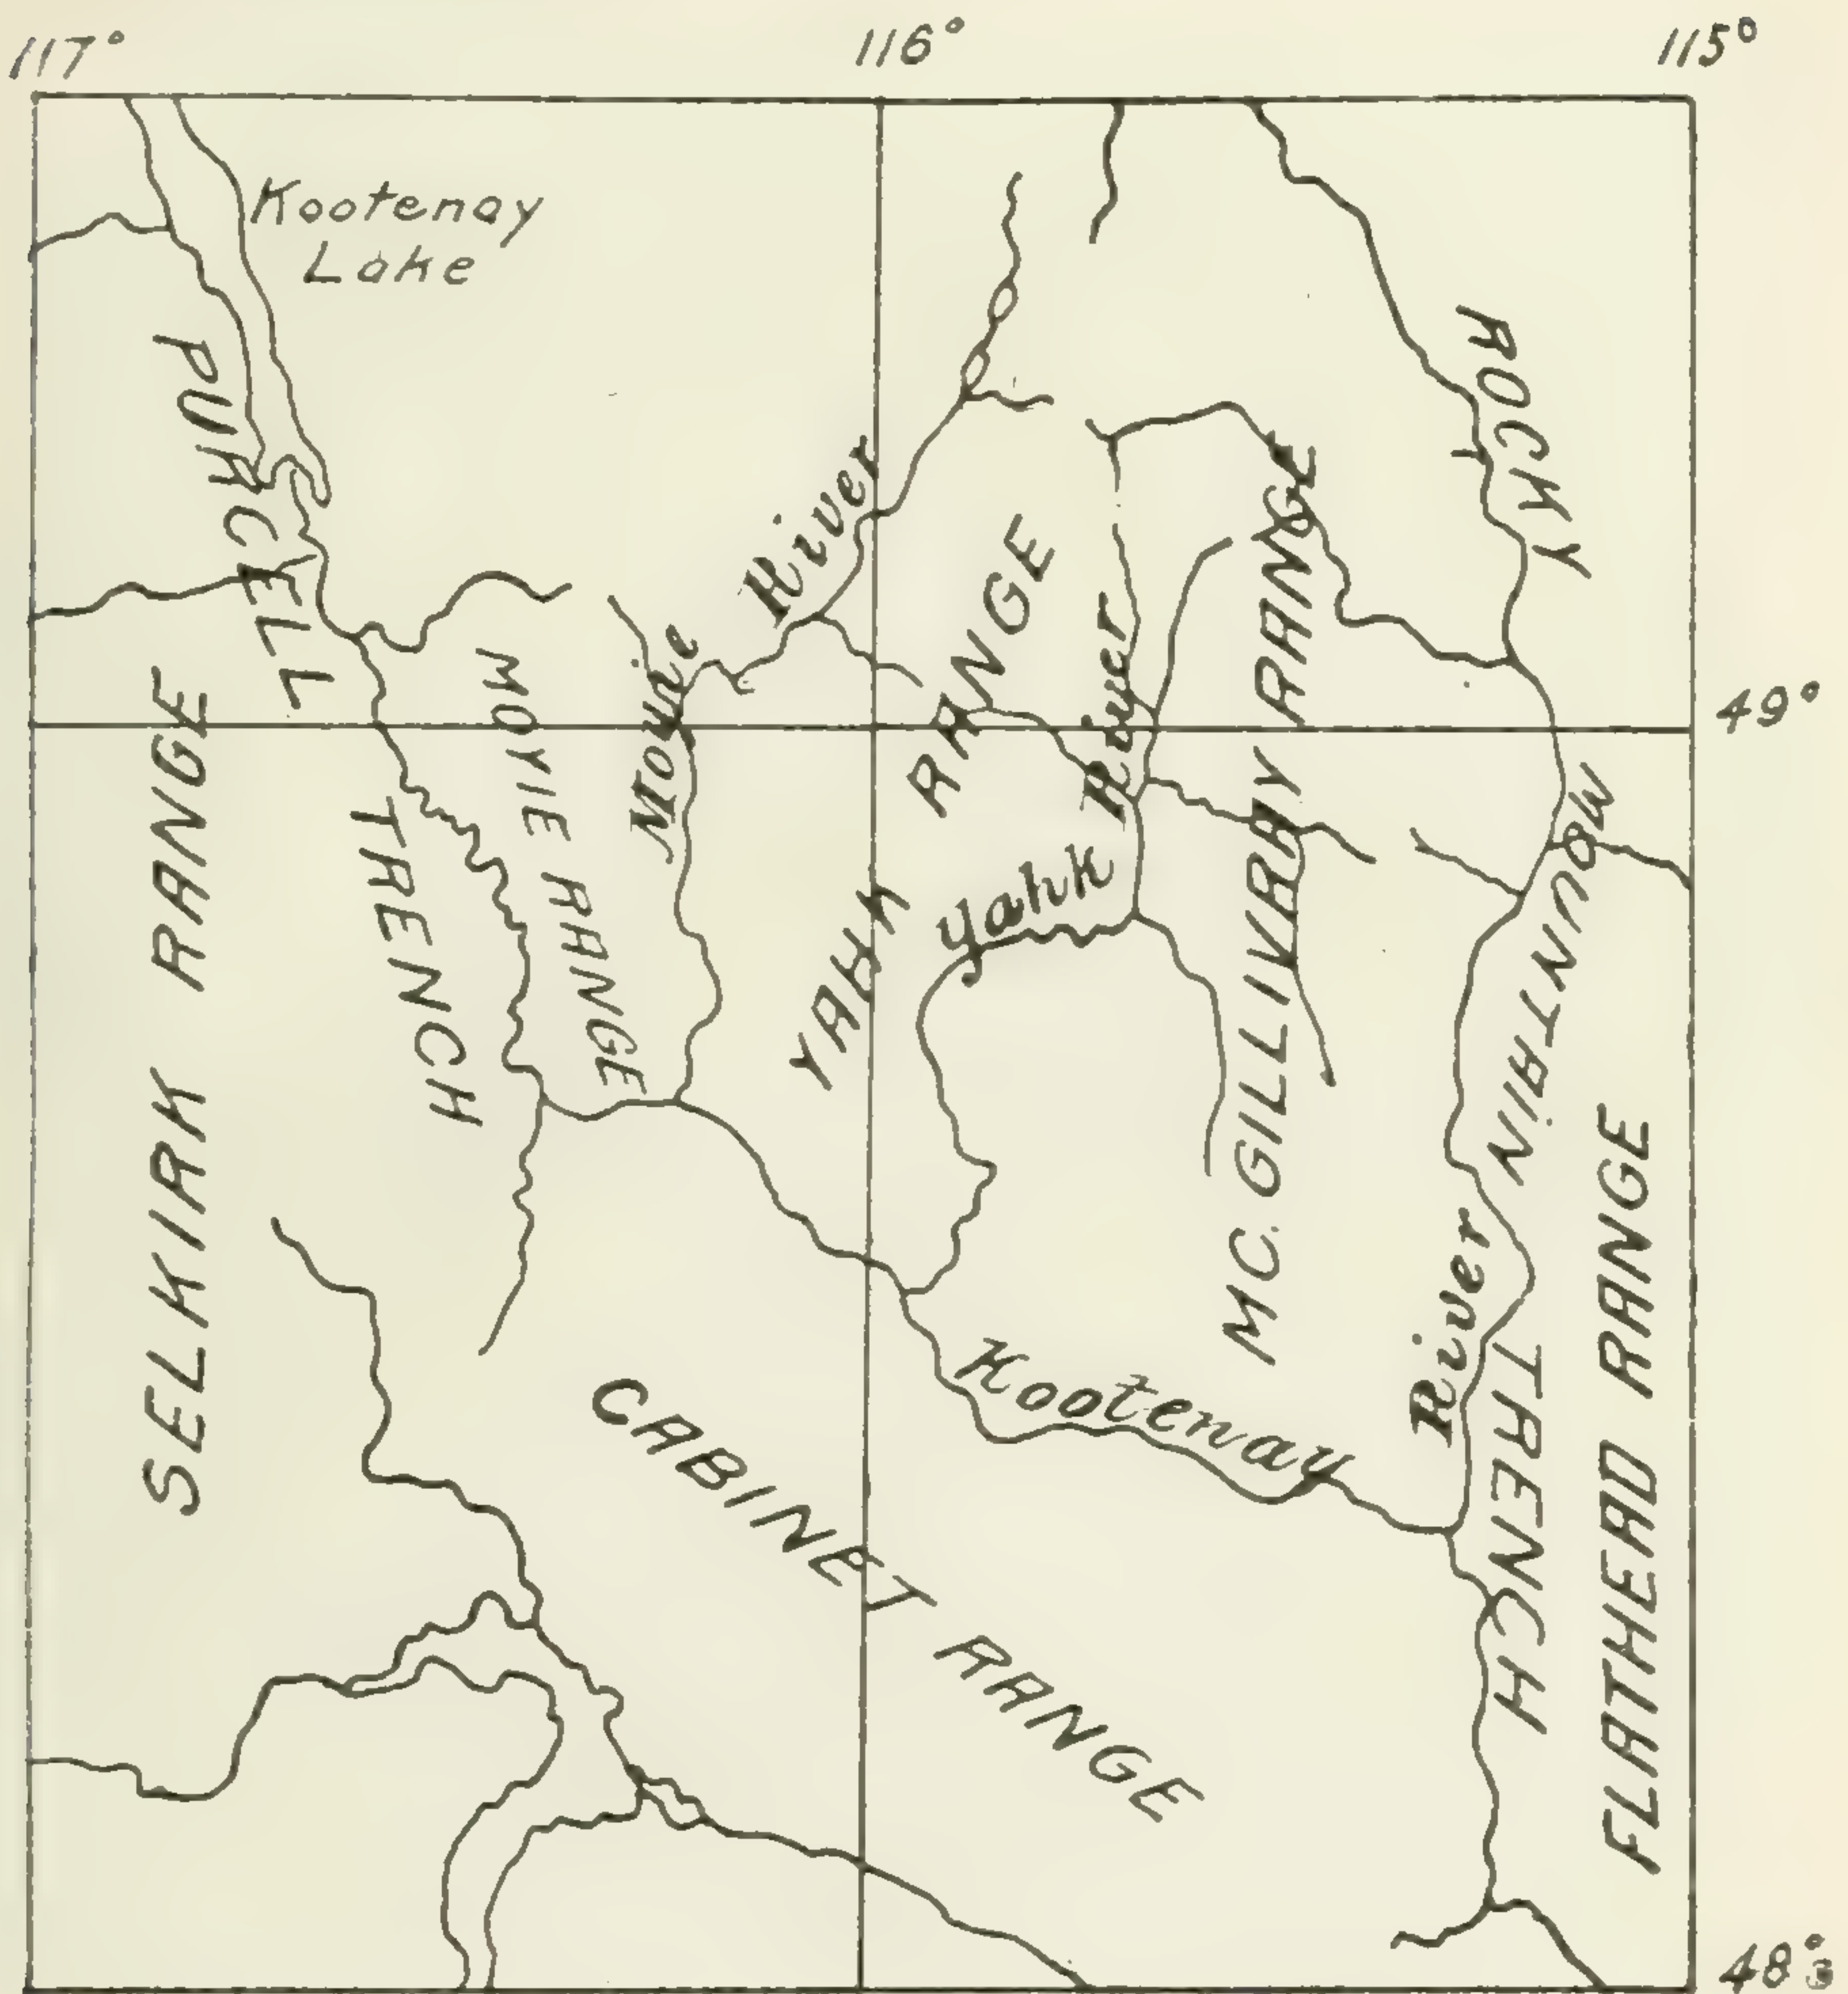 117°
116°
115°
Kootenay
Lake
PURCELL
TRENCH
ROCKY
MOUNTAIN
TRENCH
Moyie River
MOYIE RANGE
YAHK RANGE
Yahk River
MC. GILLIVRAY RANGE
49°
SELKIRK RANGE
Kootenay River
CABINET RANGE
FLATHEAD RANGE
48°